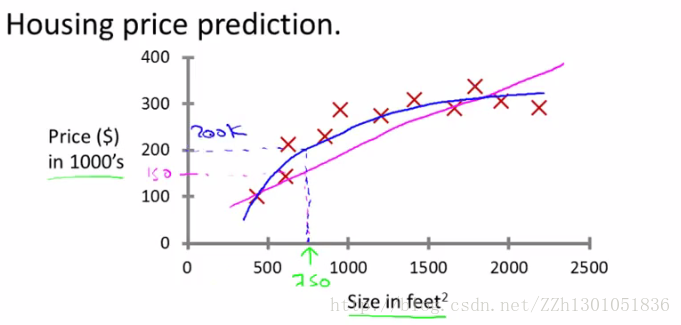 Housing price prediction.
400
300
200K
200
Price ($)
in 1000's
150
100
0
0 500 1000 1500 2000 2500
750
Size in feet²
http://blog.csdn.net/ZZh1301051836